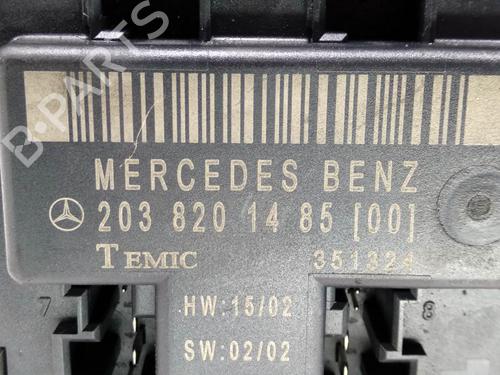 B-PARTS
MERCEDES BENZ
203 820 14 85 [00]
TEMIC 351324
7 8
HW:15/02
SW:02/02